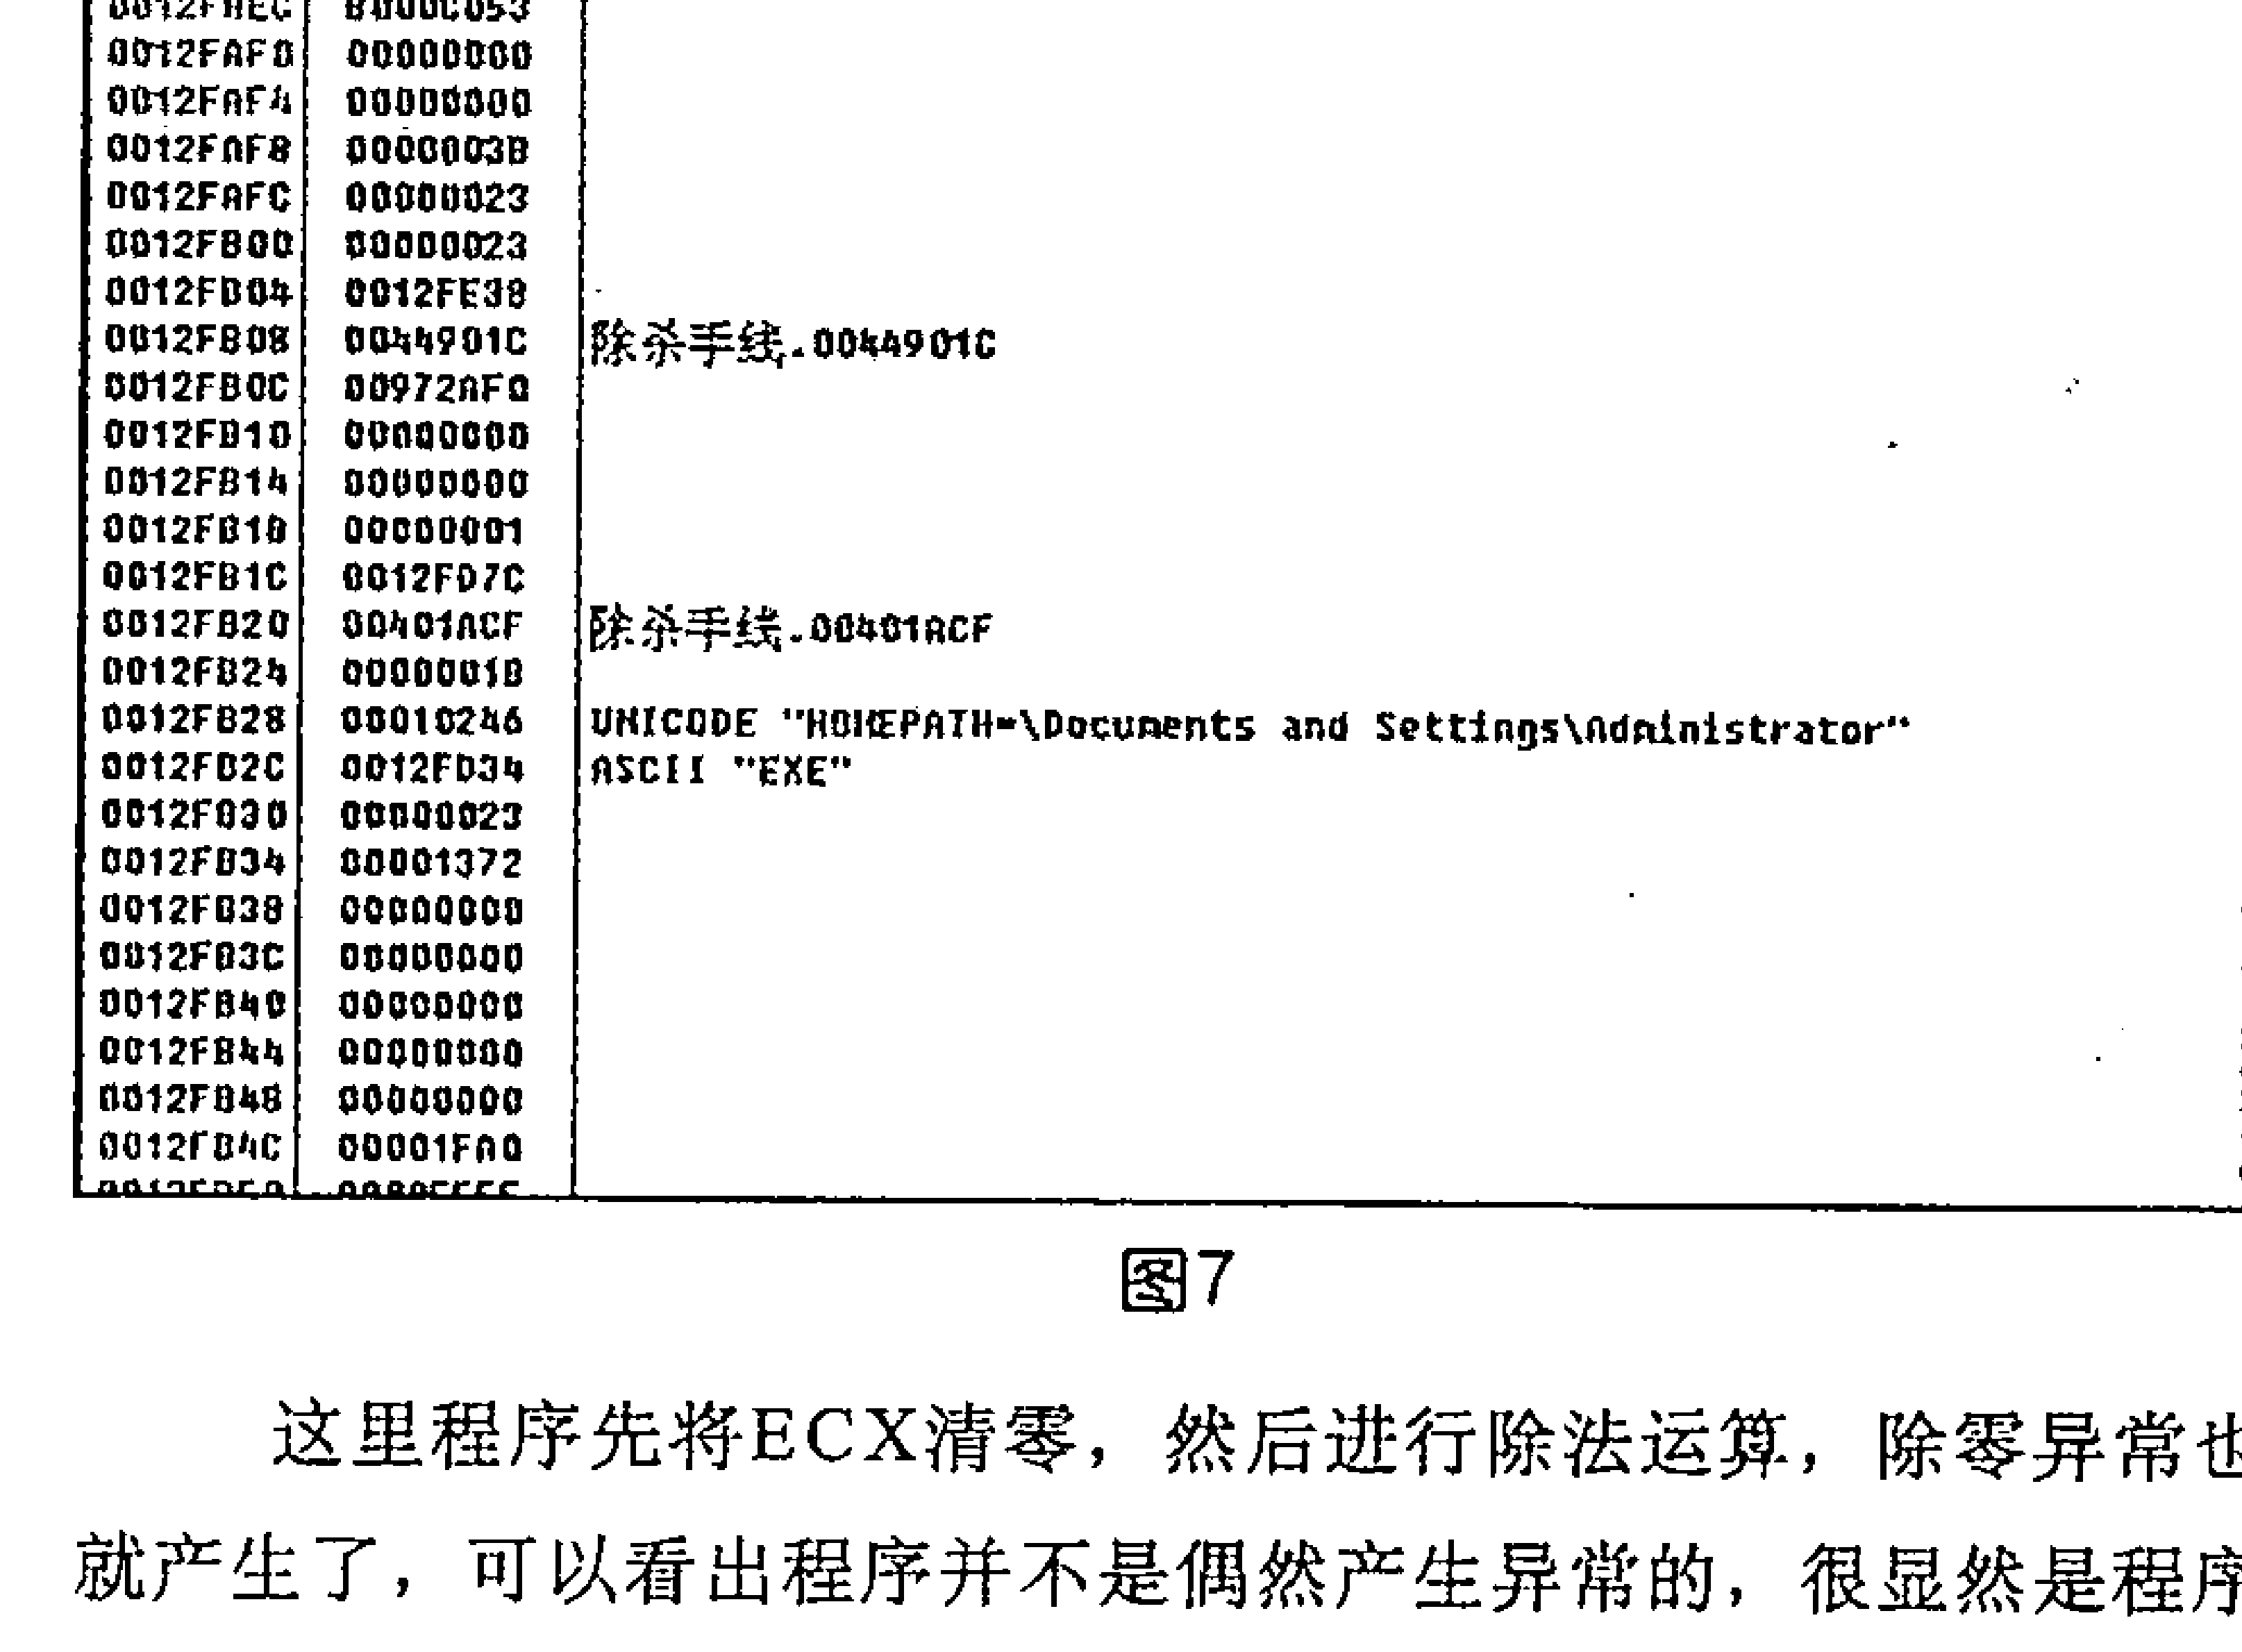 0012FAEC B000C053
0012FAF0 00000000
0012FAF4 00000000
0012FAF8 0000003B
0012FAFC 00000023
0012FB00 00000023
0012FB04 0012FE38
0012FB08 0044901C 除杀手线.0044901C
0012FB0C 00972AF0
0012FB10 00000000
0012FB14 00000000
0012FB18 00000001
0012FB1C 0012FD7C
0012FB20 00401ACF 除杀手线.00401ACF
0012FB24 0000001B
0012FB28 00010246 UNICODE "HOMEPATH=\Documents and Settings\Administrator"
0012FB2C 0012FD34 ASCII "EXE"
0012FB30 00000023
0012FB34 00001372
0012FB38 00000000
0012FB3C 00000000
0012FB40 00000000
0012FB44 00000000
0012FB48 00000000
0012FB4C 00001FA0
图7
这里程序先将ECX清零，然后进行除法运算，除零异常也
就产生了，可以看出程序并不是偶然产生异常的，很显然是程序